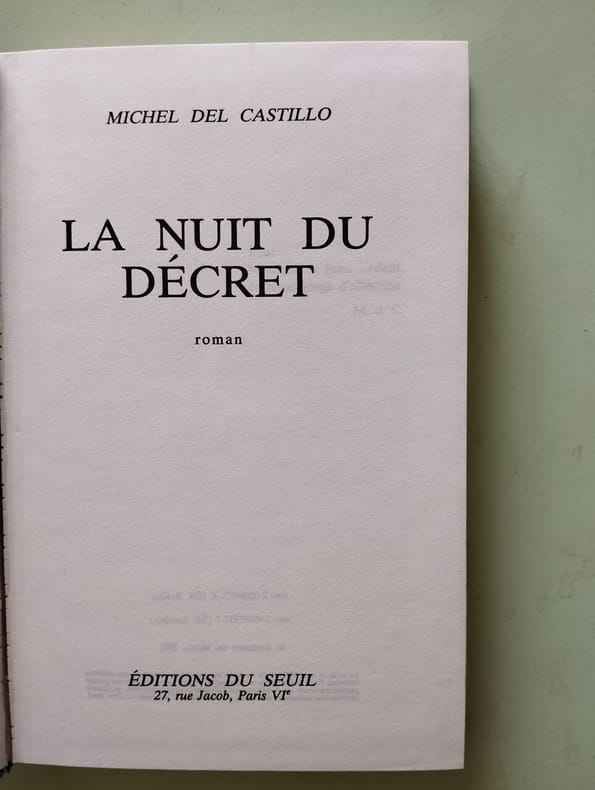 MICHEL DEL CASTILLO
LA NUIT DU
DÉCRET
roman
ÉDITIONS DU SEUIL
27, rue Jacob, Paris VIᵉ